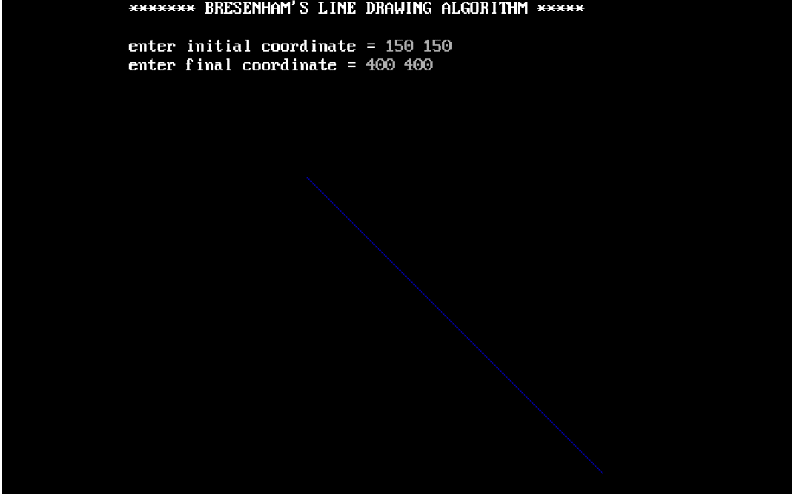 ******* BRESENHAM'S LINE DRAWING ALGORITHM *****
enter initial coordinate = 150 150
enter final coordinate = 400 400